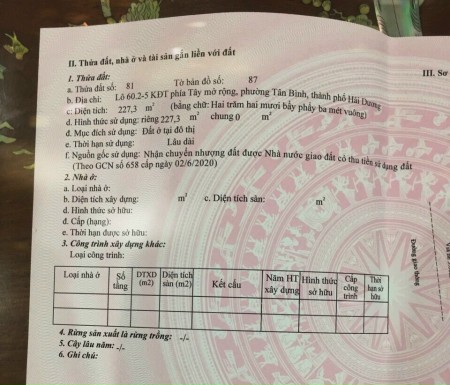 II. Thửa đất, nhà ở và tài sản gắn liền với đất
III. Sơ
1. Thửa đất:
a. Thửa đất số: 81 Tờ bản đồ số: 87
b. Địa chỉ: Lô 60.2-5 KĐT phía Tây mở rộng, phường Tân Bình, thành phố Hải Dương
c. Diện tích: 227,3 m² (bằng chữ: Hai trăm hai mươi bẩy phẩy ba mét vuông)
d. Hình thức sử dụng: riêng 227,3 m² chung 0 m²
d. Mục đích sử dụng: Đất ở tại đô thị
e. Thời hạn sử dụng: Lâu dài
f. Nguồn gốc sử dụng: Nhận chuyển nhượng đất được Nhà nước giao đất có thu tiền sử dụng đất
(Theo GCN số 658 cấp ngày 02/6/2020)
2. Nhà ở:
a. Loại nhà ở:
b. Diện tích xây dựng: m² c. Diện tích sàn: m²
d. Hình thức sở hữu:
đ. Cấp (hạng):
e. Thời hạn được sở hữu:
3. Công trình xây dựng khác:
Loại công trình:
Loại nhà ở
Số
tầng
DTXD
(m2)
Diện tích
sàn (m2)
Kết cấu
Năm HT
xây dựng
Hình thức
sở hữu
Cấp
công
trình
Thời
hạn sở
hữu
4. Rừng sản xuất là rừng trồng: -/-
5. Cây lâu năm: -/-
6. Ghi chú:
Đường giao thông